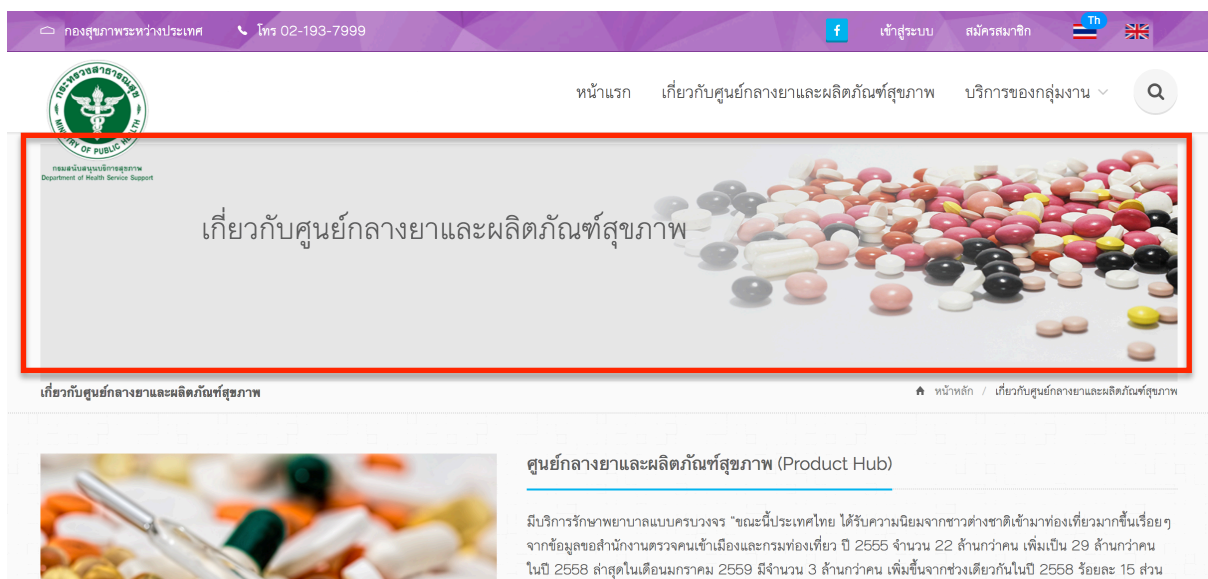 กองสุขภาพระหว่างประเทศ โทร 02-193-7999 f เข้าสู่ระบบ สมัครสมาชิก Th
กระทรวงสาธารณสุข
MINISTRY OF PUBLIC HEALTH
กรมสนับสนุนบริการสุขภาพ
Department of Health Service Support
หน้าแรก เกี่ยวกับศูนย์กลางยาและผลิตภัณฑ์สุขภาพ บริการของกลุ่มงาน
เกี่ยวกับศูนย์กลางยาและผลิตภัณฑ์สุขภาพ
เกี่ยวกับศูนย์กลางยาและผลิตภัณฑ์สุขภาพ หน้าหลัก / เกี่ยวกับศูนย์กลางยาและผลิตภัณฑ์สุขภาพ
ศูนย์กลางยาและผลิตภัณฑ์สุขภาพ (Product Hub)
มีบริการรักษาพยาบาลแบบครบวงจร "ขณะนี้ประเทศไทย ได้รับความนิยมจากชาวต่างชาติเข้ามาท่องเที่ยวมากขึ้นเรื่อยๆ
จากข้อมูลขอสำนักงานตรวจคนเข้าเมืองและกรมท่องเที่ยว ปี 2555 จำนวน 22 ล้านกว่าคน เพิ่มเป็น 29 ล้านกว่าคน
ในปี 2558 ล่าสุดในเดือนมกราคม 2559 มีจำนวน 3 ล้านกว่าคน เพิ่มขึ้นจากช่วงเดียวกันในปี 2558 ร้อยละ 15 ส่วน